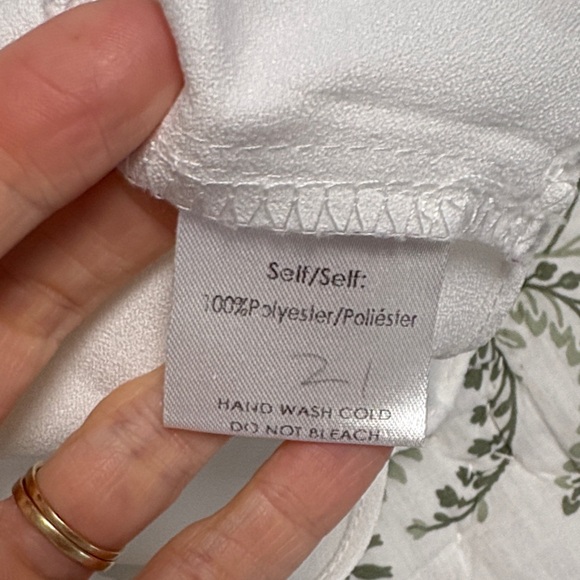 Self/Self:
100%Polyester/Poliéster
21
HAND WASH COLD
DO NOT BLEACH